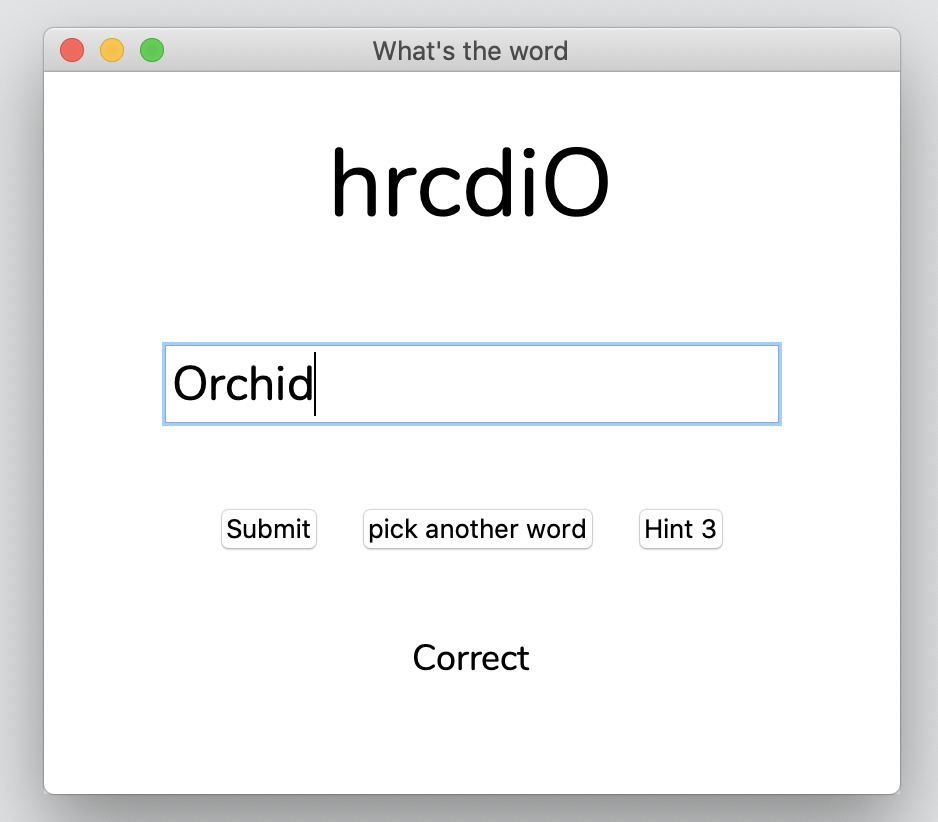 What's the word
hrcdiO
Orchid
Submit pick another word Hint 3
Correct